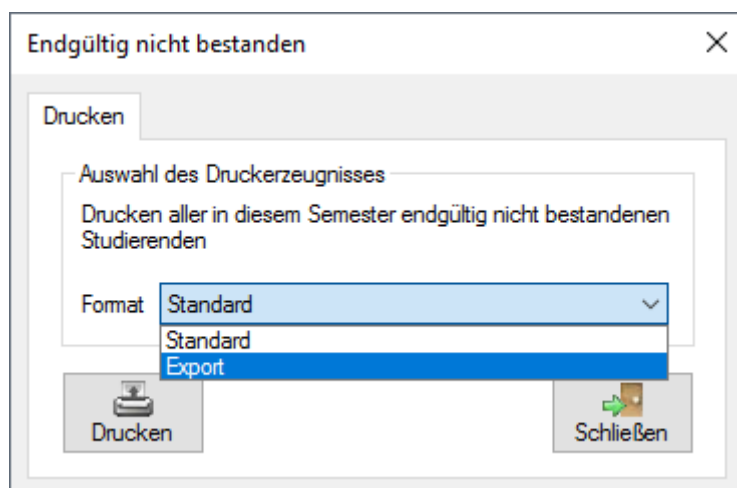 Endgültig nicht bestanden
Drucken
Auswahl des Druckerzeugnisses
Drucken aller in diesem Semester endgültig nicht bestandenen
Studierenden
Format Standard
Standard
Export
Drucken Schließen